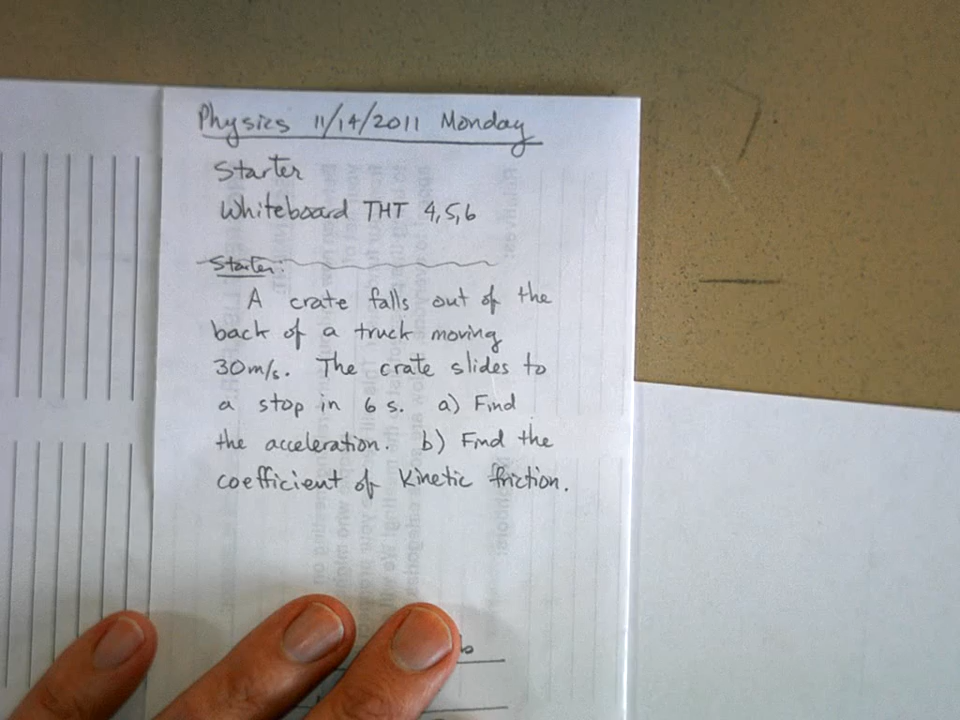 Physics 11/14/2011 Monday
Starter
Whiteboard THT 4,5,6
Starter:
A crate falls out of the
back of a truck moving
30m/s. The crate slides to
a stop in 6 s. a) Find
the acceleration. b) Find the
coefficient of kinetic friction.